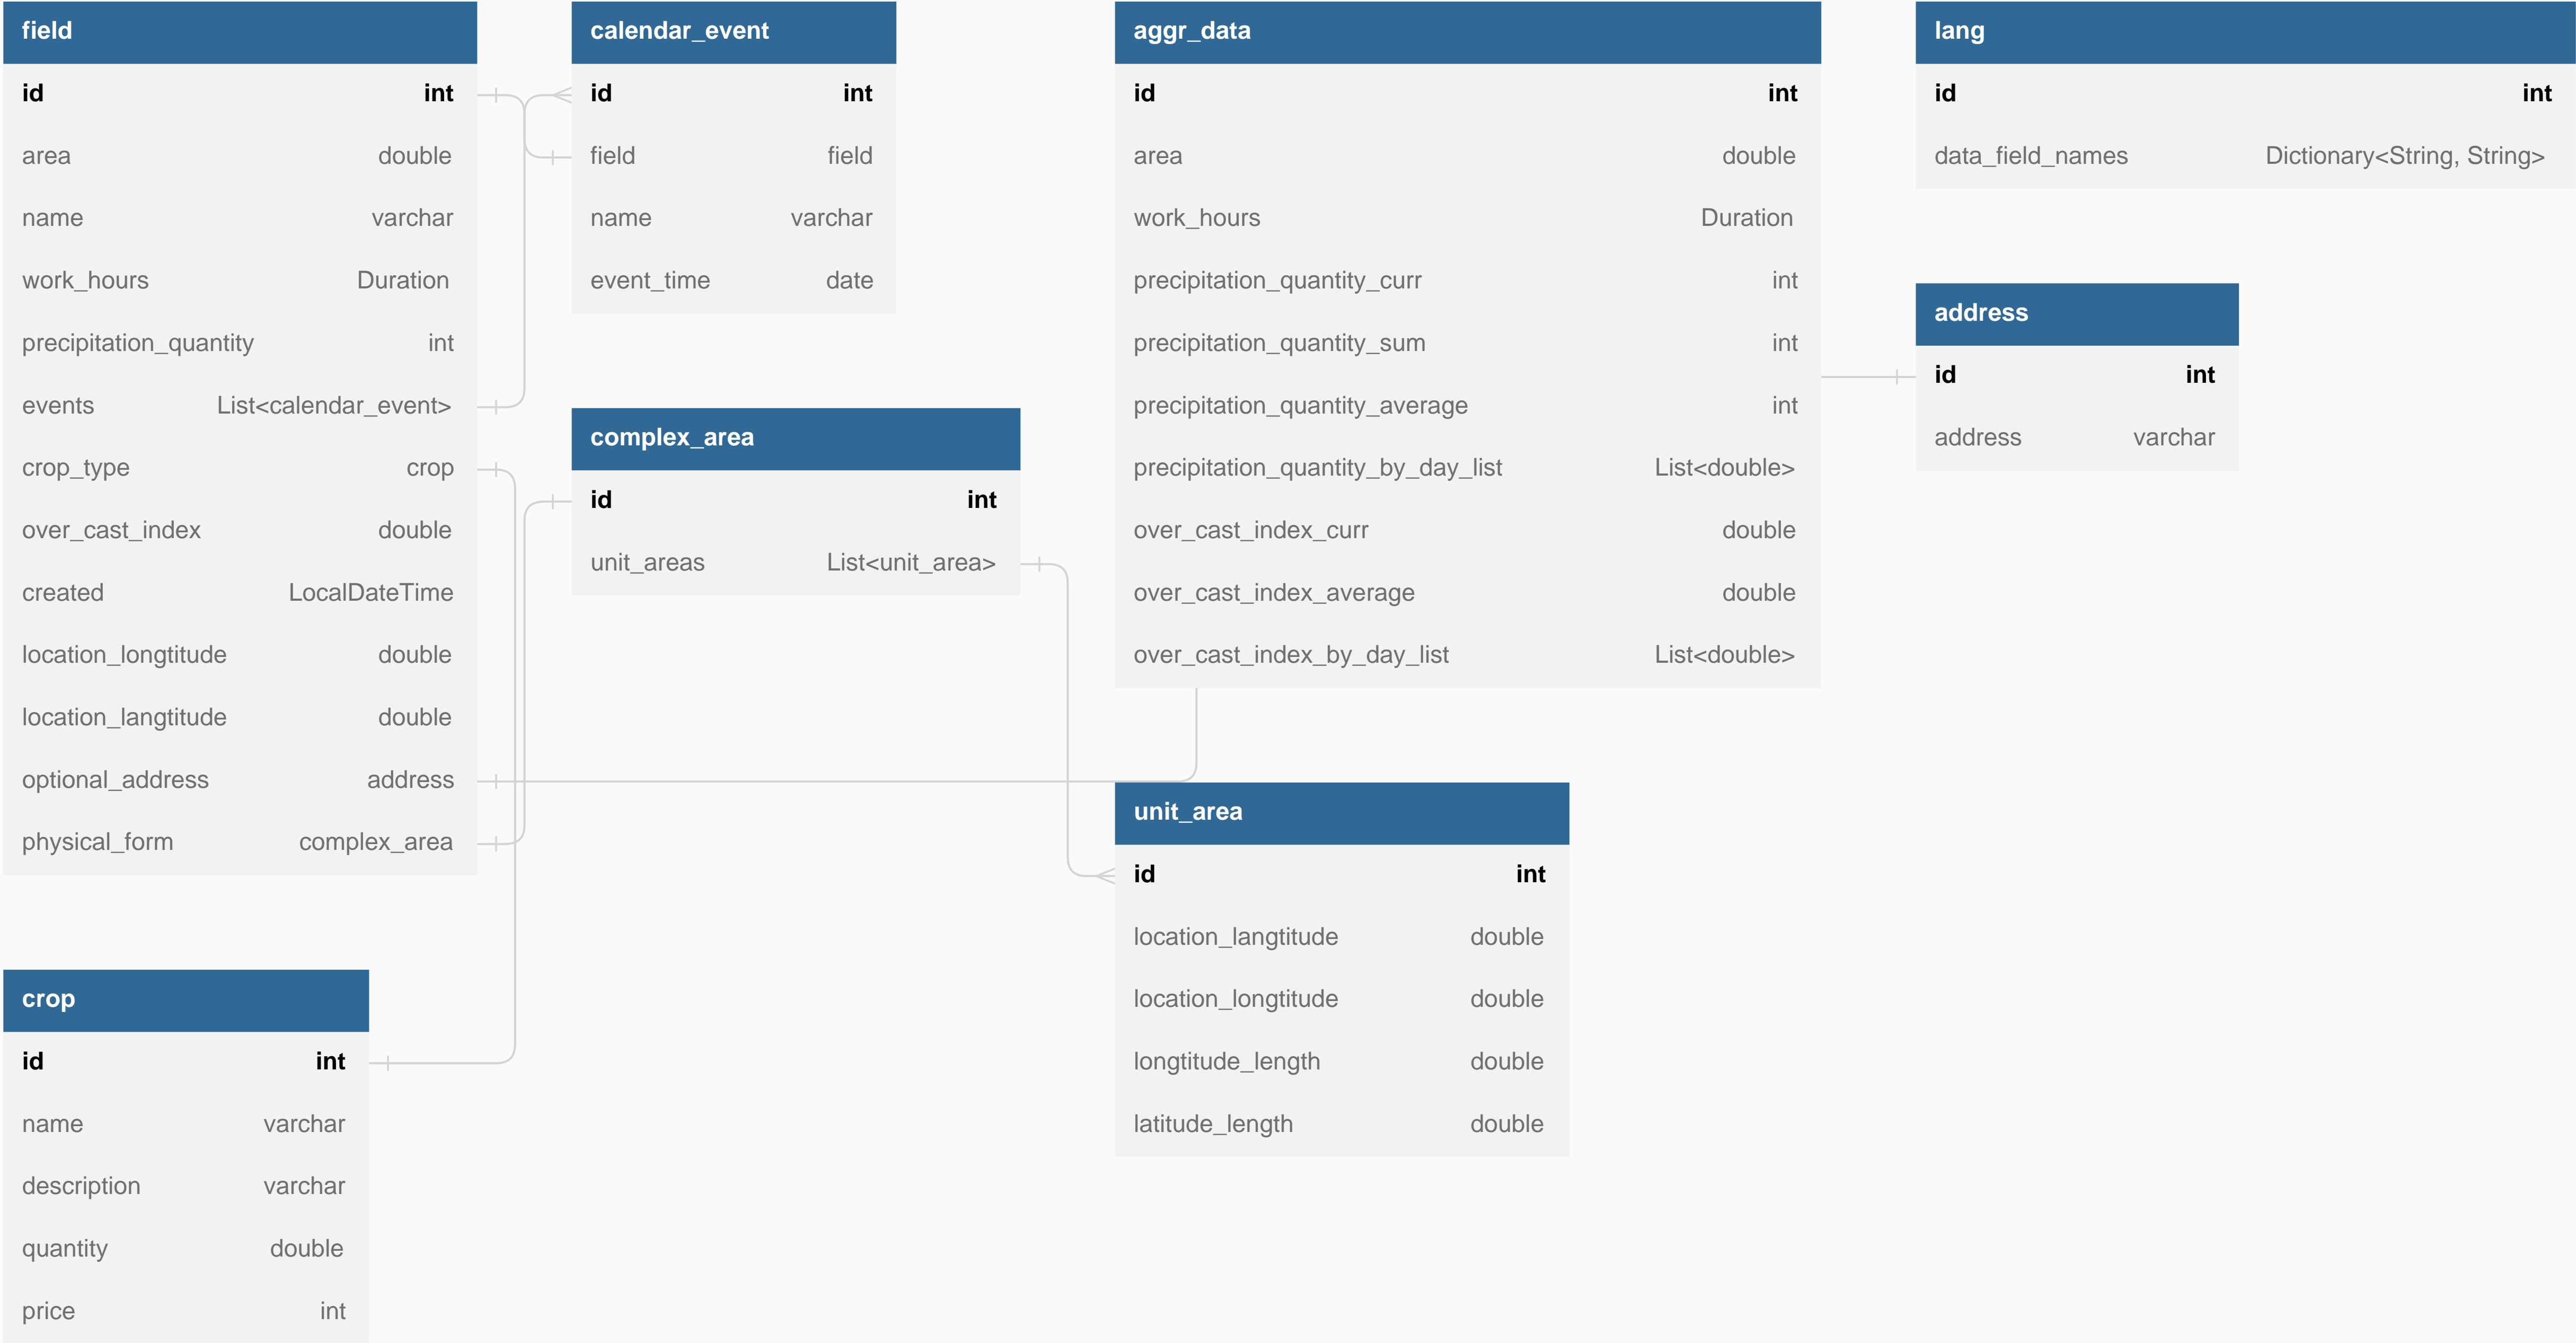 field
id int
area double
name varchar
work_hours Duration
precipitation_quantity int
events List<calendar_event>
crop_type crop
over_cast_index double
created LocalDateTime
location_longtitude double
location_langtitude double
optional_address address
physical_form complex_area
calendar_event
id int
field field
name varchar
event_time date
complex_area
id int
unit_areas List<unit_area>
aggr_data
id int
area double
work_hours Duration
precipitation_quantity_curr int
precipitation_quantity_sum int
precipitation_quantity_average int
precipitation_quantity_by_day_list List<double>
over_cast_index_curr double
over_cast_index_average double
over_cast_index_by_day_list List<double>
lang
id int
data_field_names Dictionary<String, String>
address
id int
address varchar
unit_area
id int
location_langtitude double
location_longtitude double
longtitude_length double
latitude_length double
crop
id int
name varchar
description varchar
quantity double
price int